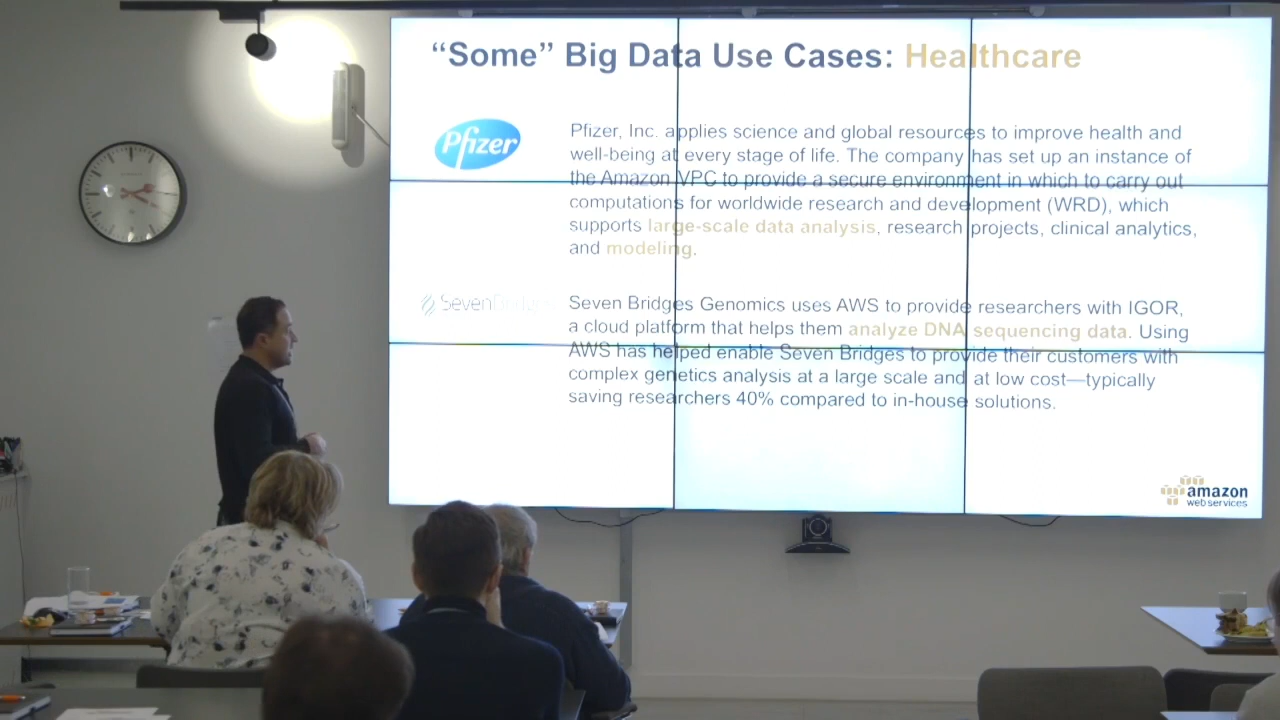 “Some” Big Data Use Cases: Healthcare
Pfizer
Pfizer, Inc. applies science and global resources to improve health and
well-being at every stage of life. The company has set up an instance of
the Amazon VPC to provide a secure environment in which to carry out
computations for worldwide research and development (WRD), which
supports large-scale data analysis, research projects, clinical analytics,
and modeling.
SevenBridges
Seven Bridges Genomics uses AWS to provide researchers with IGOR,
a cloud platform that helps them analyze DNA sequencing data. Using
AWS has helped enable Seven Bridges to provide their customers with
complex genetics analysis at a large scale and at low cost—typically
saving researchers 40% compared to in-house solutions.
amazon
web services